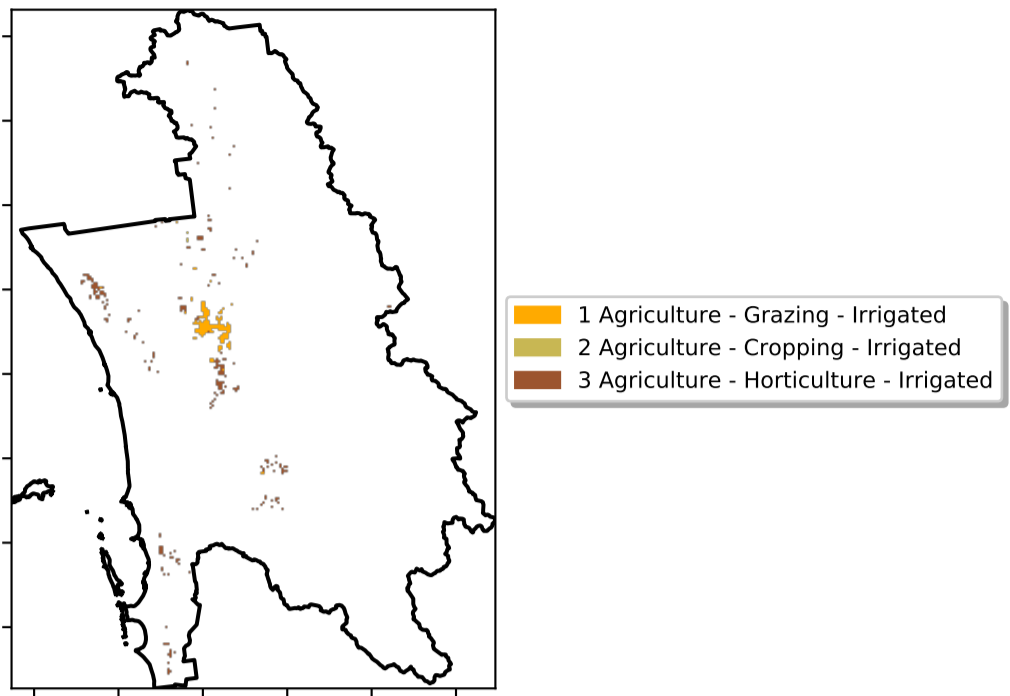 1 Agriculture - Grazing - Irrigated
2 Agriculture - Cropping - Irrigated
3 Agriculture - Horticulture - Irrigated